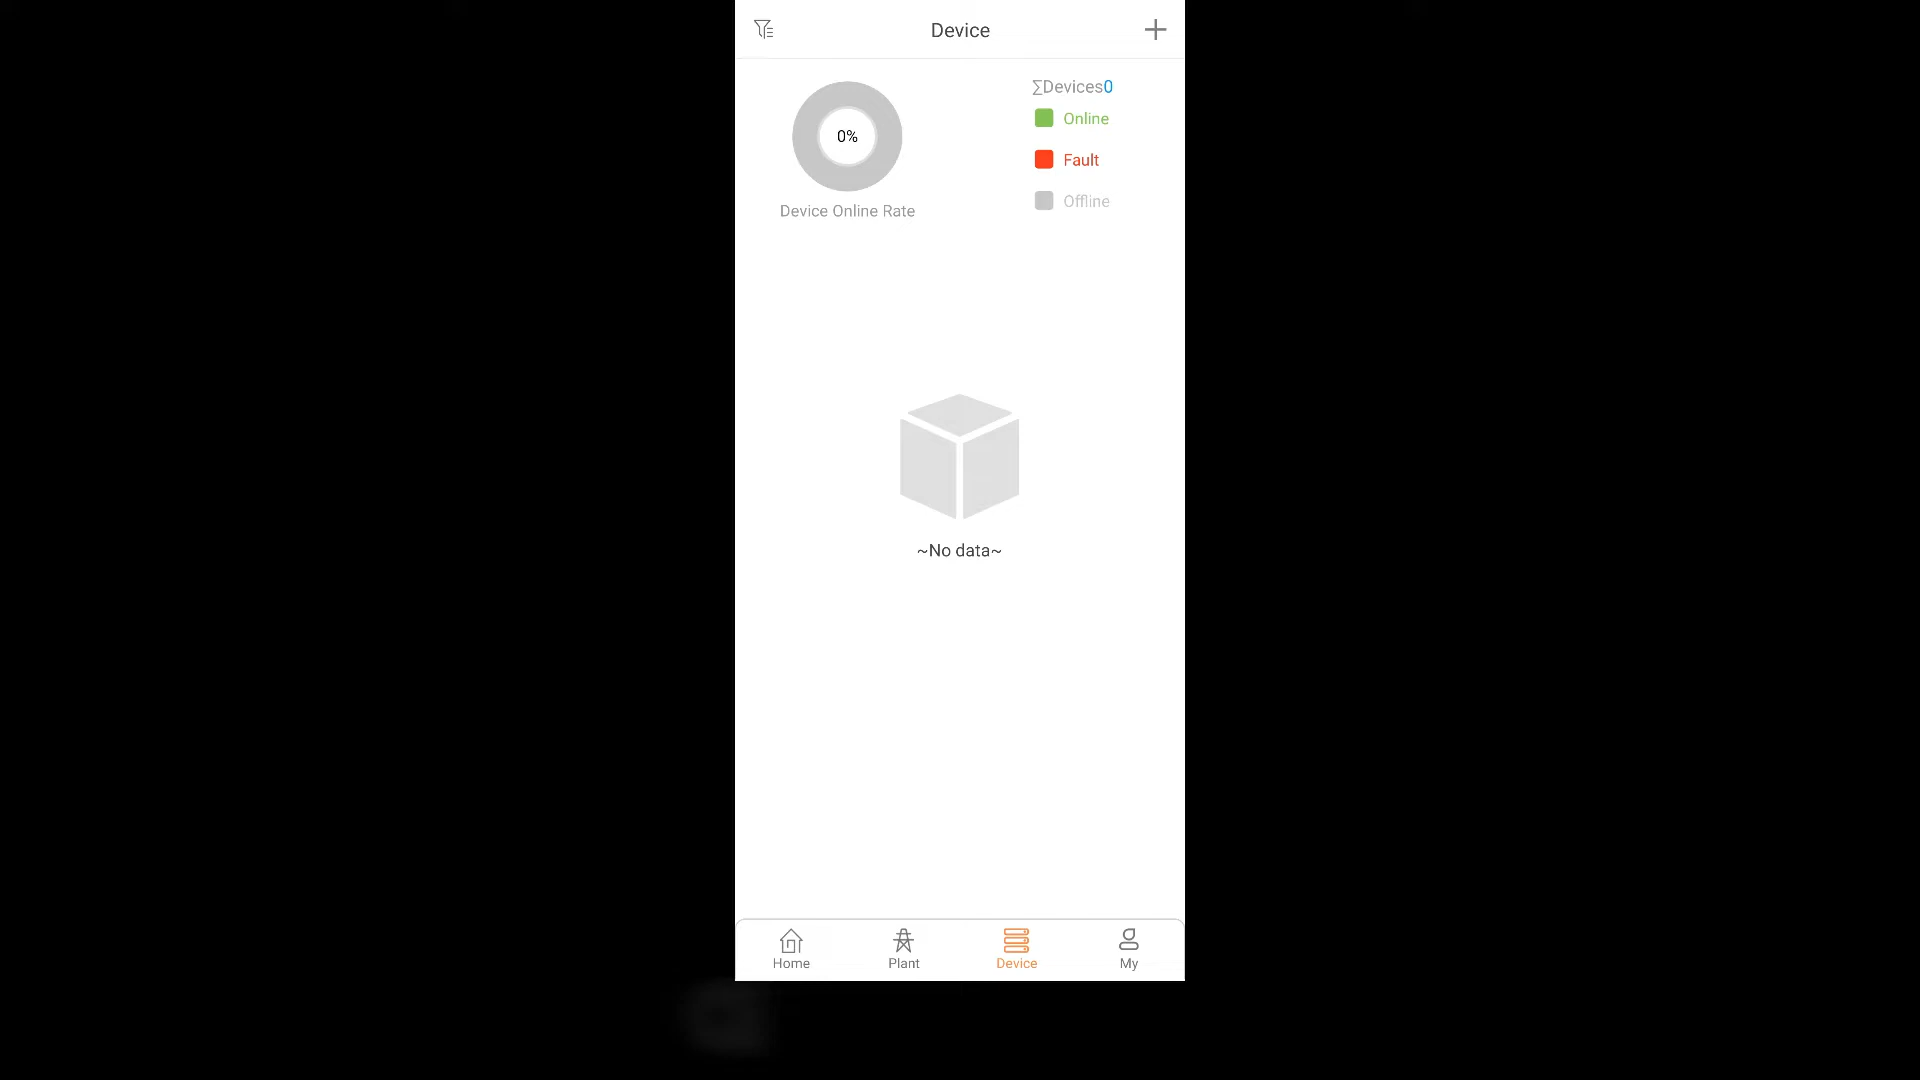 Device
∑Devices0
Online
0%
Fault
Offline
Device Online Rate
~No data~
Home
Plant
Device
My